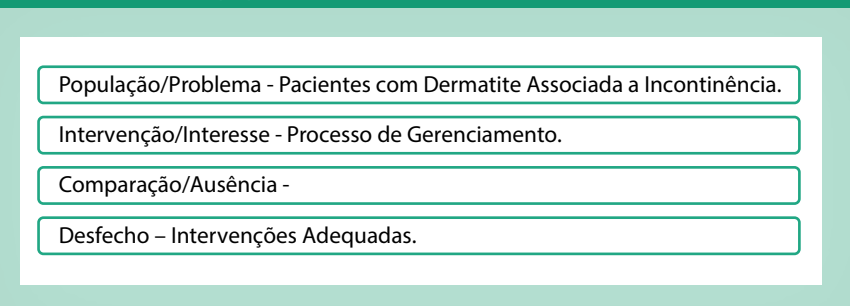 População/Problema - Pacientes com Dermatite Associada a Incontinência.
Intervenção/Interesse - Processo de Gerenciamento.
Comparação/Ausência -
Desfecho – Intervenções Adequadas.